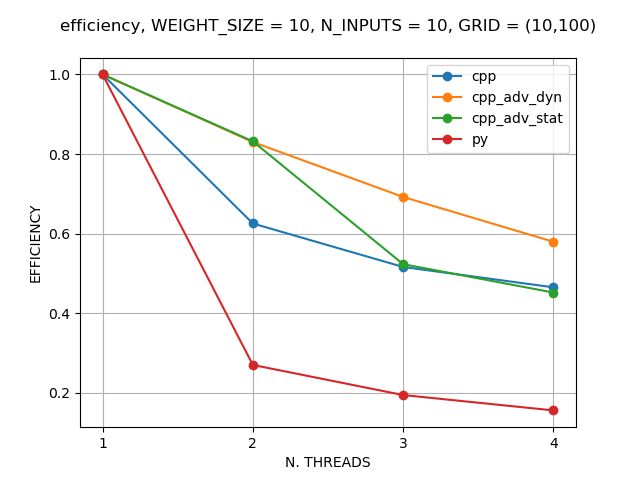 efficiency, WEIGHT_SIZE = 10, N_INPUTS = 10, GRID = (10,100)
cpp
cpp_adv_dyn
cpp_adv_stat
py
1.0
0.8
0.6
0.4
0.2
EFFICIENCY
1 2 3 4
N. THREADS